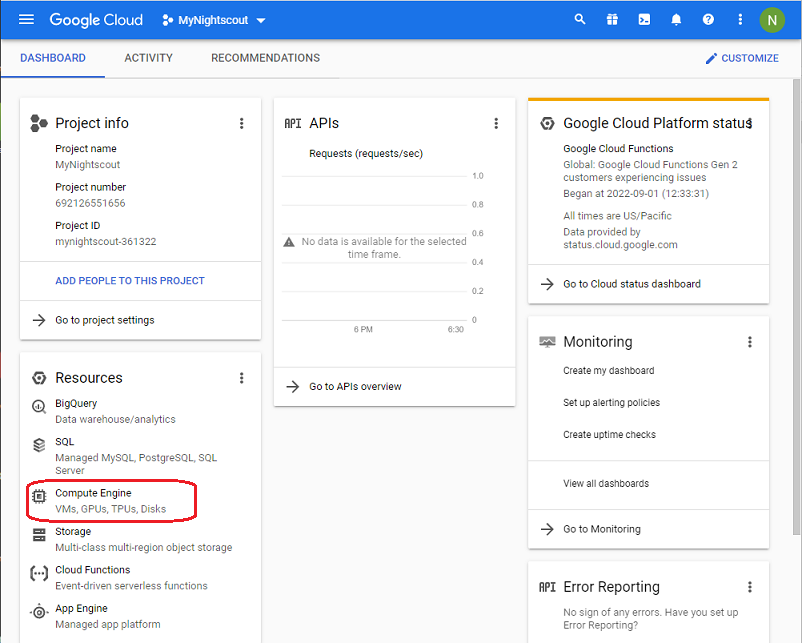 Google Cloud
MyNightscout
N
DASHBOARD
ACTIVITY
RECOMMENDATIONS
CUSTOMIZE
Project info
Project name
MyNightscout
Project number
692126551656
Project ID
mynightscout-361322
ADD PEOPLE TO THIS PROJECT
Go to project settings
Resources
BigQuery
Data warehouse/analytics
SQL
Managed MySQL, PostgreSQL, SQL
Server
Compute Engine
VMs, GPUs, TPUs, Disks
Storage
Multi-class multi-region object storage
Cloud Functions
Event-driven serverless functions
App Engine
Managed app platform
API APIs
Requests (requests/sec)
1.0
0.8
0.6
No data is available for the selected
time frame.
0.4
0.2
0
6 PM
6:30
Go to APIs overview
Google Cloud Platform status
Google Cloud Functions
Global: Google Cloud Functions Gen 2
customers experiencing issues
Began at 2022-09-01 (12:33:31)
All times are US/Pacific
Data provided by
status.cloud.google.com
Go to Cloud status dashboard
Monitoring
Create my dashboard
Set up alerting policies
Create uptime checks
View all dashboards
Go to Monitoring
API Error Reporting
No sign of any errors. Have you set up
Error Reporting?